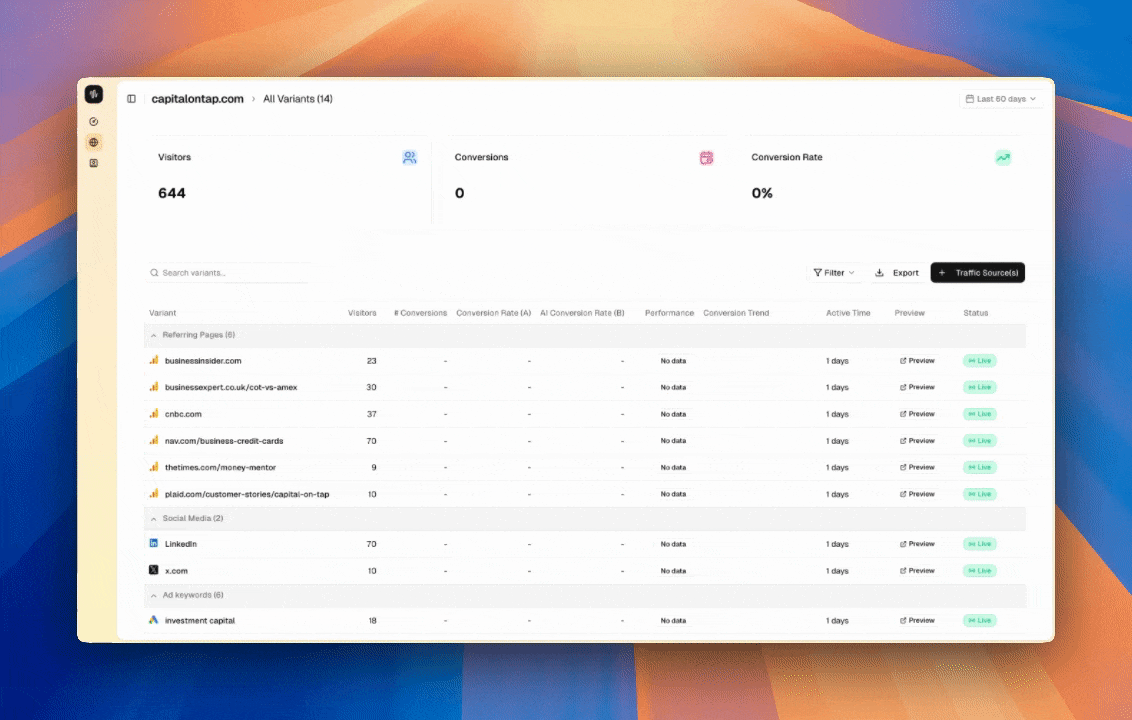 capitalontap.com › All Variants (14) Last 60 days
Visitors Conversions Conversion Rate
644 0 0%
Search variants... Filter Export + Traffic Source(s)
Variant Visitors # Conversions Conversion Rate (A) AI Conversion Rate (B) Performance Conversion Trend Active Time Preview Status
Referring Pages (6)
businessinsider.com 23 - - - No data 1 days Preview Live
businessexpert.co.uk/cot-vs-amex 30 - - - No data 1 days Preview Live
cnbc.com 37 - - - No data 1 days Preview Live
nav.com/business-credit-cards 70 - - - No data 1 days Preview Live
thetimes.com/money-mentor 9 - - - No data 1 days Preview Live
plaid.com/customer-stories/capital-on-tap 10 - - - No data 1 days Preview Live
Social Media (2)
LinkedIn 70 - - - No data 1 days Preview Live
x.com 10 - - - No data 1 days Preview Live
Ad keywords (6)
investment capital 18 - - - No data 1 days Preview Live